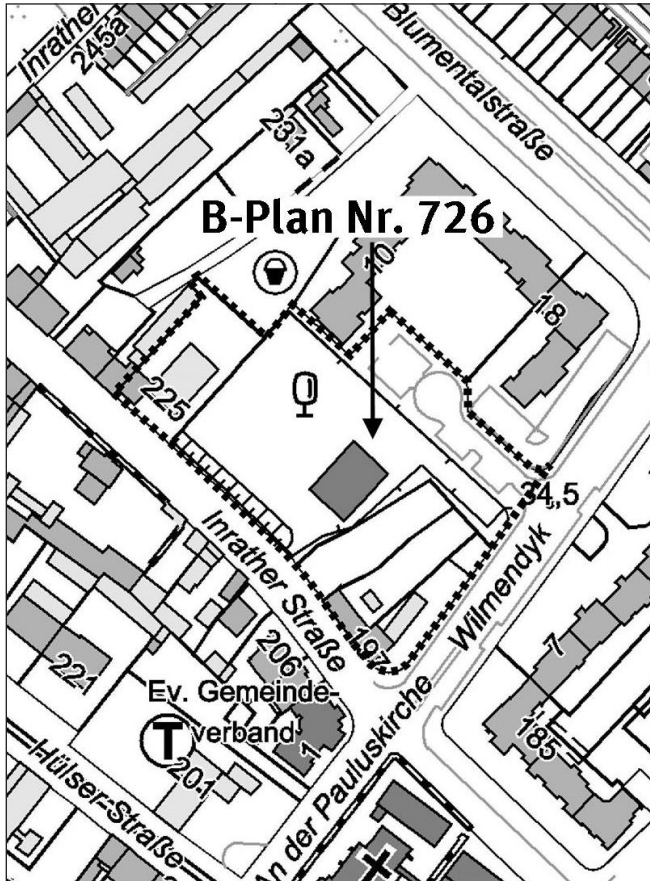 Inrather
245a
Blumentalstraße
231a
B-Plan Nr. 726
10
18
225
34,5
Inrather Straße
Wilmendyk
197
206
7
221
Ev. Gemeinde-
verband
1
T
201
185
Hülser-Straße
An der Pauluskirche